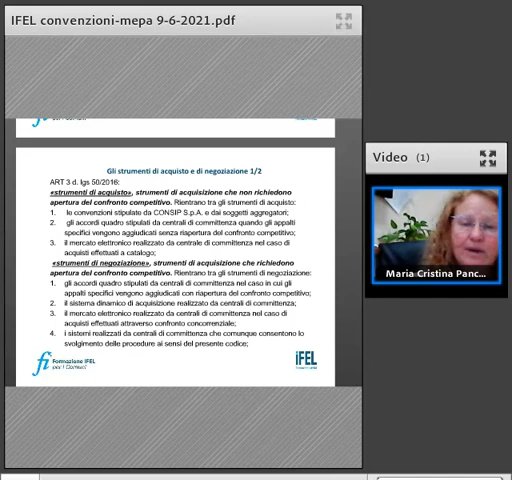 IFEL convenzioni-mepa 9-6-2021.pdf
Gli strumenti di acquisto e di negoziazione 1/2
ART 3 d. lgs 50/2016:
«strumenti di acquisto», strumenti di acquisizione che non richiedono
apertura del confronto competitivo. Rientrano tra gli strumenti di acquisto:
1. le convenzioni stipulate da CONSIP S.p.A. e dai soggetti aggregatori;
2. gli accordi quadro stipulati da centrali di committenza quando gli appalti
specifici vengono aggiudicati senza riapertura del confronto competitivo;
3. il mercato elettronico realizzato da centrale di committenza nel caso di
acquisti effettuati a catalogo;
«strumenti di negoziazione», strumenti di acquisizione che richiedono
apertura del confronto competitivo. Rientrano tra gli strumenti di negoziazione:
1. gli accordi quadro stipulati da centrali di committenza nel caso in cui gli
appalti specifici vengono aggiudicati con riapertura del confronto competitivo;
2. il sistema dinamico di acquisizione realizzato da centrali di committenza;
3. il mercato elettronico realizzato da centrali di committenza nel caso di
acquisti effettuati attraverso confronto concorrenziale;
4. i sistemi realizzati da centrali di committenza che comunque consentono lo
svolgimento delle procedure ai sensi del presente codice;
fi Formazione IFEL
per i Comuni
IFEL
Video (1)
Maria Cristina Panc...